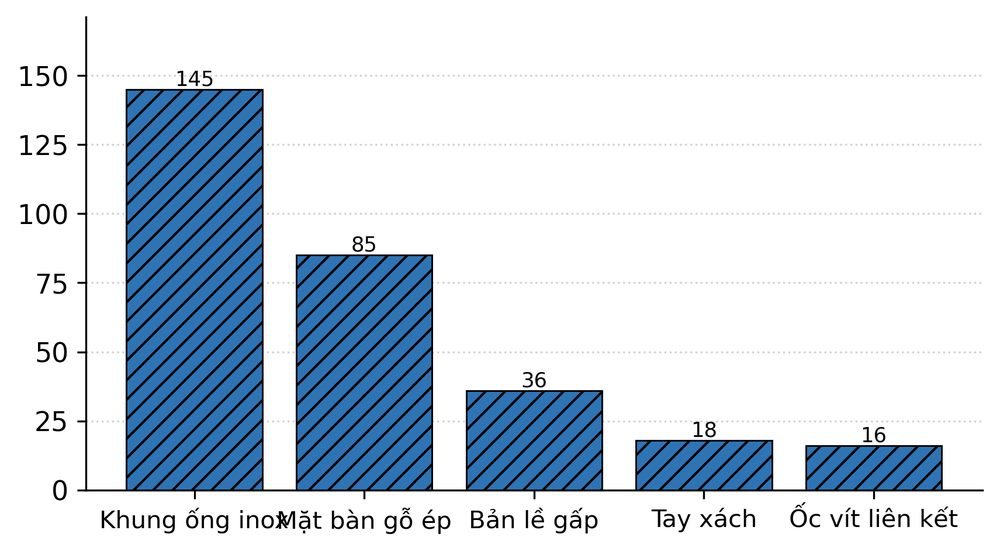 150
125
100
75
50
25
0
145
85
36
18
16
Khung ống inox
Mặt bàn gỗ ép
Bản lề gấp
Tay xách
Ốc vít liên kết